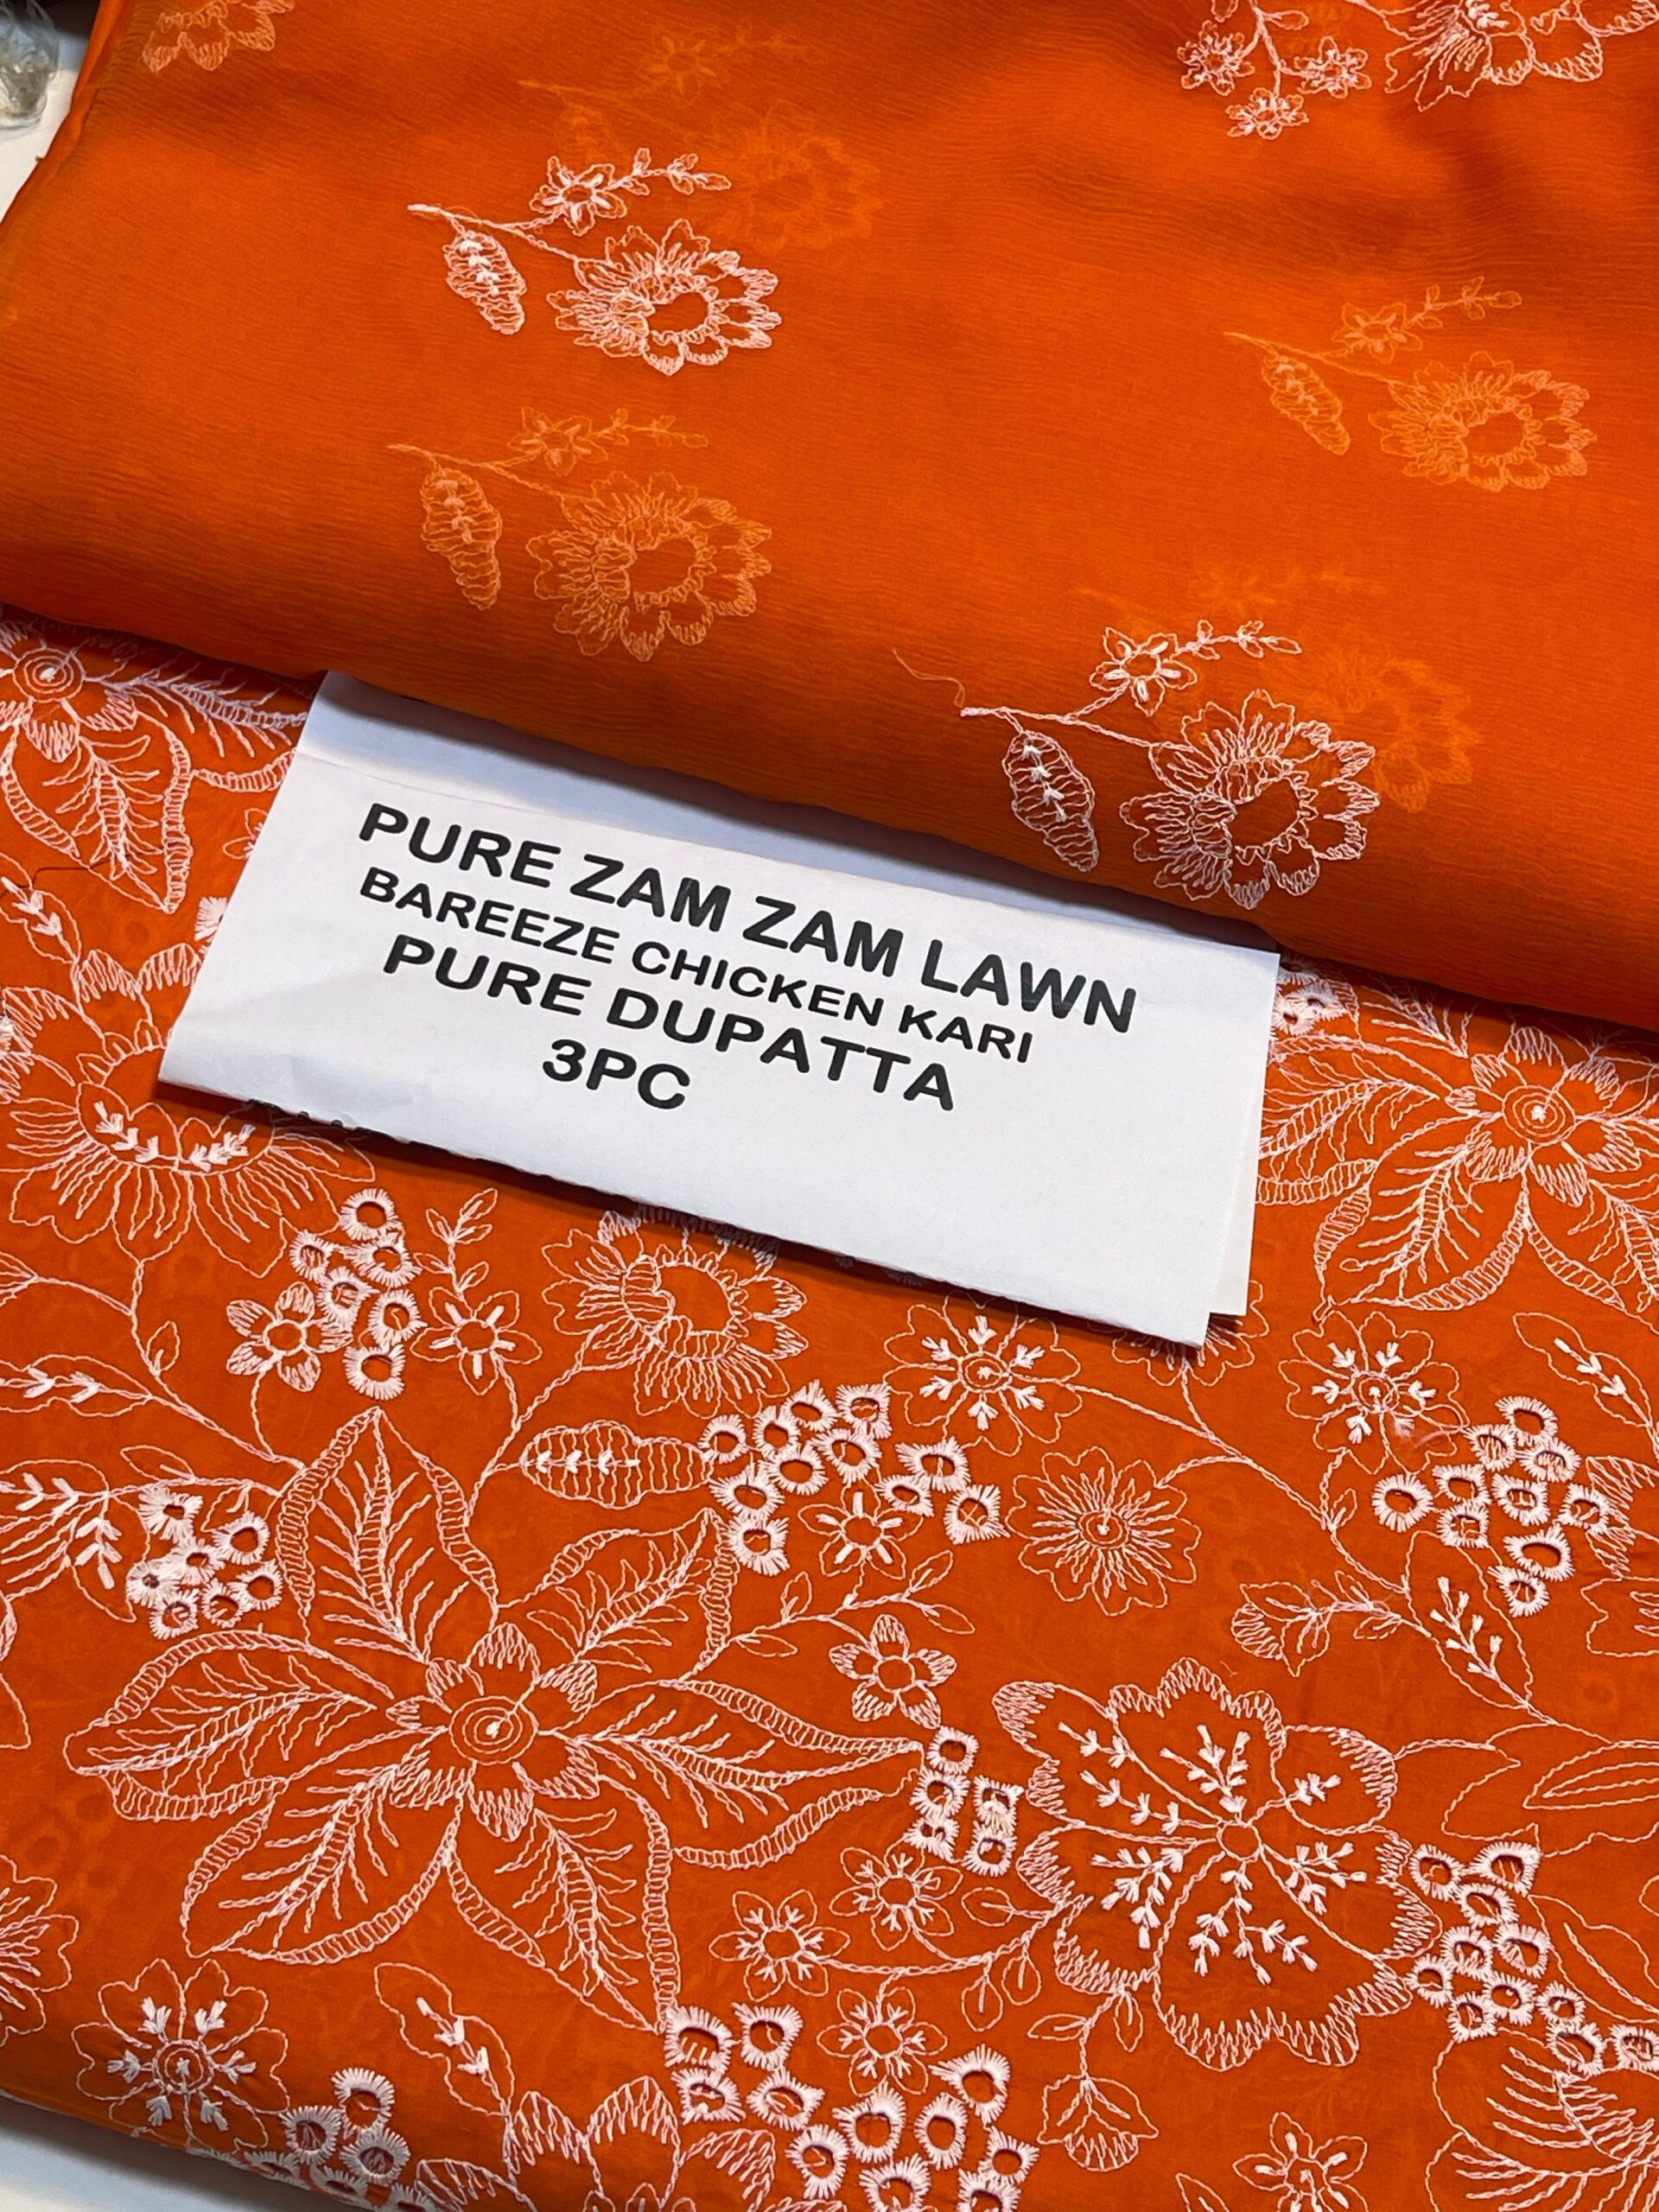 PURE ZAM ZAM LAWN
BAREEZE CHICKEN KARI
PURE DUPATTA
3PC